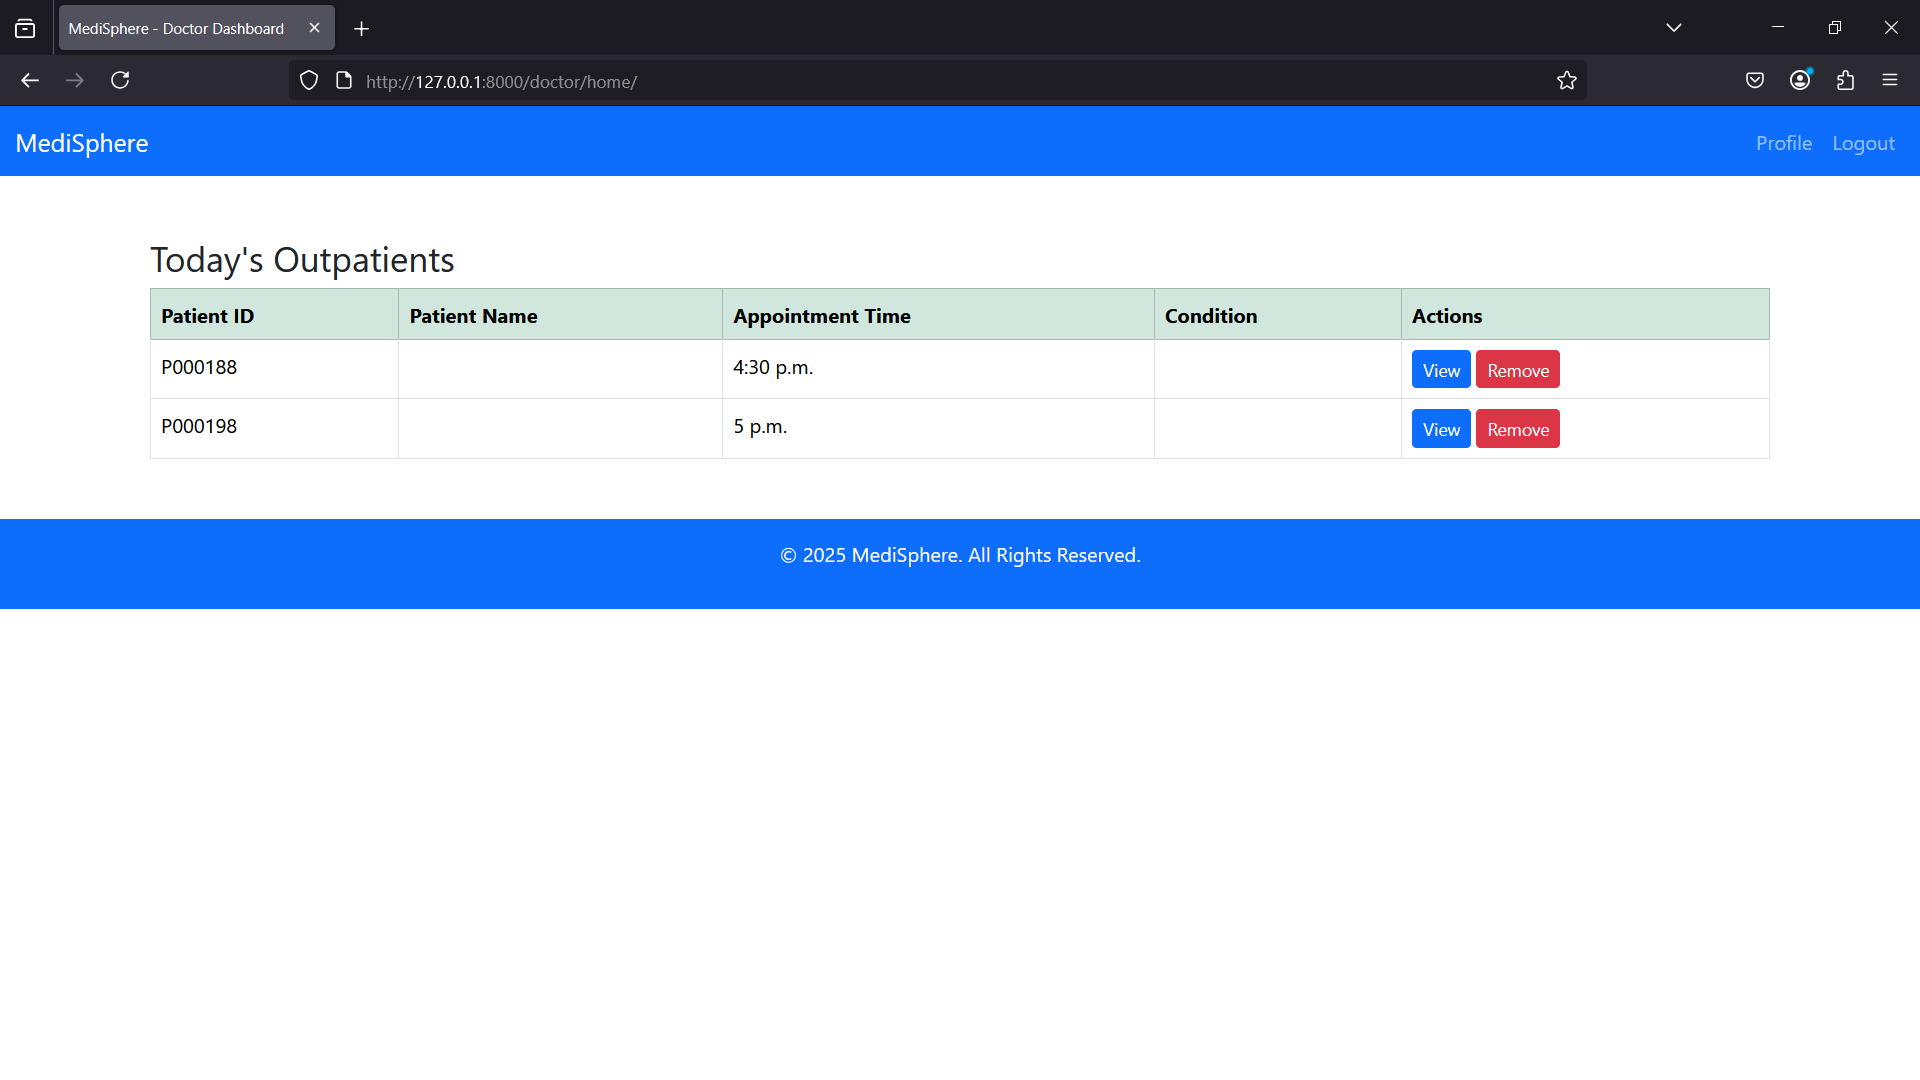 MediSphere - Doctor Dashboard
http://127.0.0.1:8000/doctor/home/
MediSphere Profile Logout
Today's Outpatients
Patient ID Patient Name Appointment Time Condition Actions
P000188 4:30 p.m. View Remove
P000198 5 p.m. View Remove
© 2025 MediSphere. All Rights Reserved.